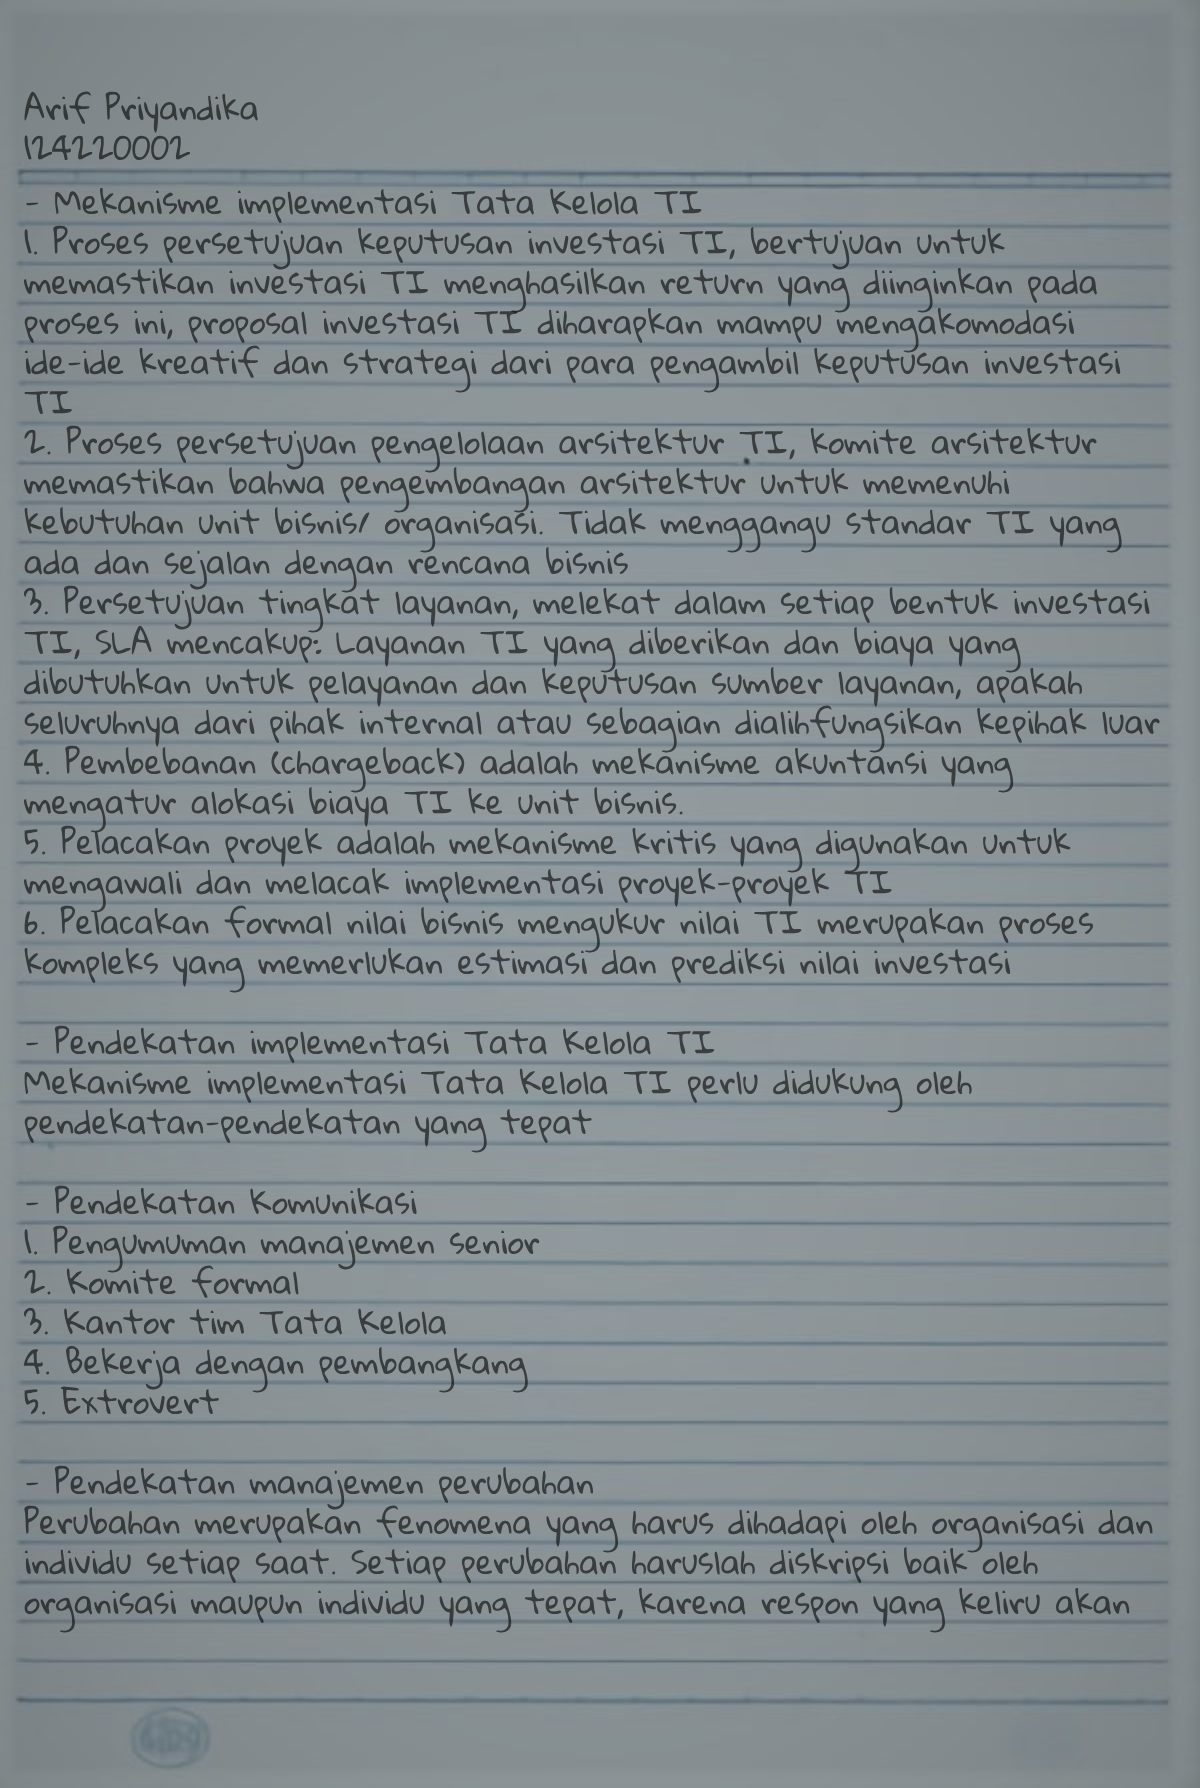 Arif Priyandika
124220002
- Mekanisme implementasi Tata Kelola TI
1. Proses persetujuan keputusan investasi TI, bertujuan untuk
memastikan investasi TI menghasilkan return yang diinginkan pada
proses ini, proposal investasi TI diharapkan mampu mengakomodasi
ide-ide kreatif dan strategi dari para pengambil keputusan investasi
TI
2. Proses persetujuan pengelolaan arsitektur TI, komite arsitektur
memastikan bahwa pengembangan arsitektur untuk memenuhi
kebutuhan unit bisnis/ organisasi. Tidak menggangu standar TI yang
ada dan sejalan dengan rencana bisnis
3. Persetujuan tingkat layanan, melekat dalam setiap bentuk investasi
TI, SLA mencakup: Layanan TI yang diberikan dan biaya yang
dibutuhkan untuk pelayanan dan keputusan sumber layanan, apakah
seluruhnya dari pihak internal atau sebagian dialihfungsikan kepihak luar
4. Pembebanan (chargeback) adalah mekanisme akuntansi yang
mengatur alokasi biaya TI ke unit bisnis.
5. Pelacakan proyek adalah mekanisme kritis yang digunakan untuk
mengawali dan melacak implementasi proyek-proyek TI
6. Pelacakan formal nilai bisnis mengukur nilai TI merupakan proses
kompleks yang memerlukan estimasi dan prediksi nilai investasi
- Pendekatan implementasi Tata Kelola TI
Mekanisme implementasi Tata Kelola TI perlu didukung oleh
pendekatan-pendekatan yang tepat
- Pendekatan Komunikasi
1. Pengumuman manajemen senior
2. Komite formal
3. Kantor tim Tata Kelola
4. Bekerja dengan pembangkang
5. Extrovert
- Pendekatan manajemen perubahan
Perubahan merupakan fenomena yang harus dihadapi oleh organisasi dan
individu setiap saat. Setiap perubahan haruslah diskripsi baik oleh
organisasi maupun individu yang tepat, karena respon yang keliru akan